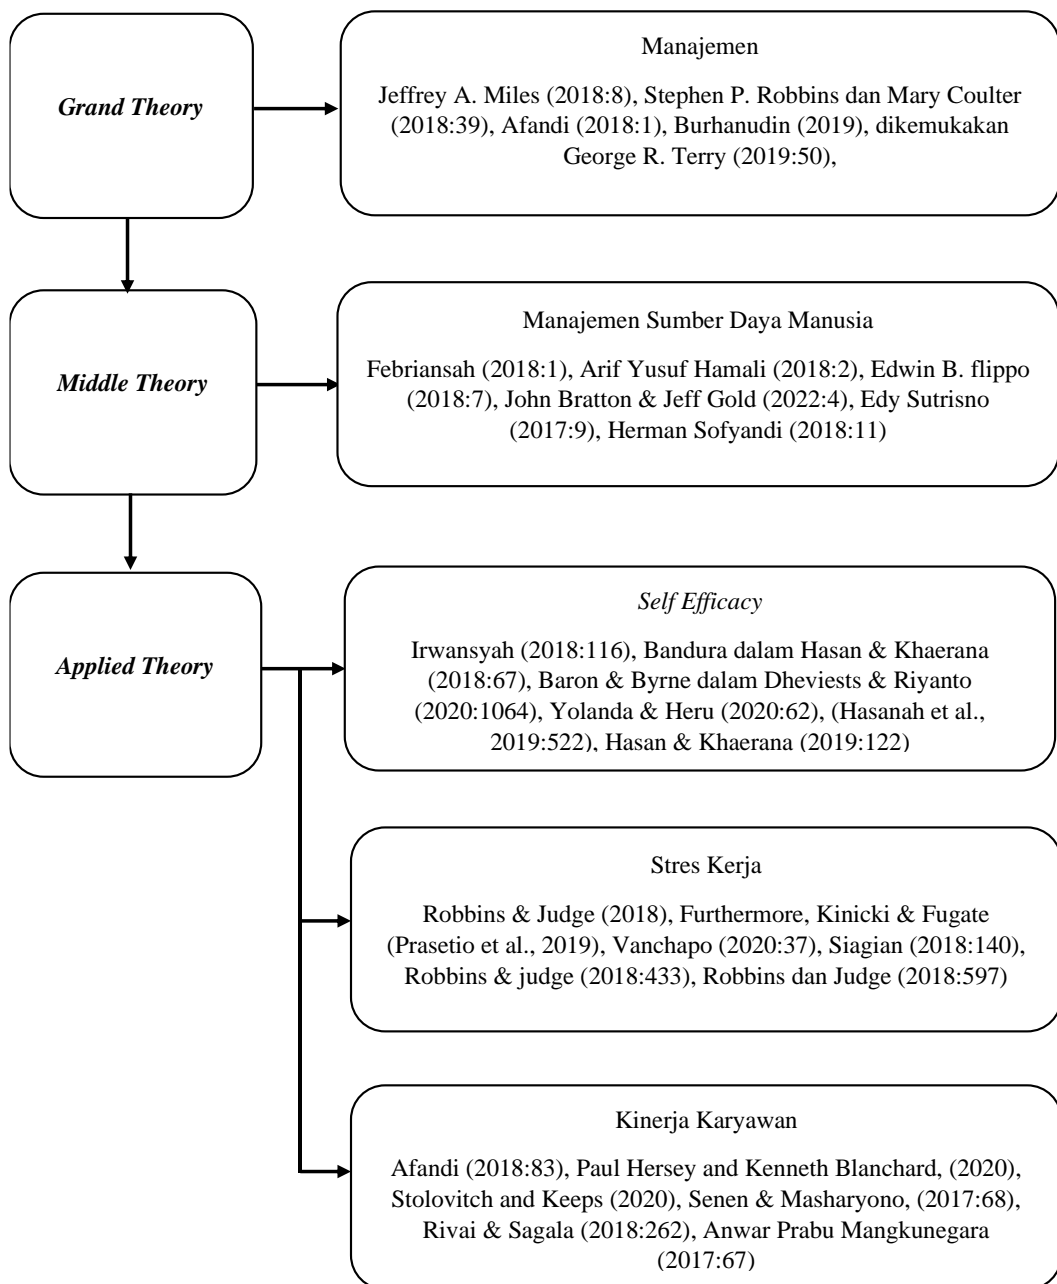 Grand Theory
Manajemen
Jeffrey A. Miles (2018:8), Stephen P. Robbins dan Mary Coulter
(2018:39), Afandi (2018:1), Burhanudin (2019), dikemukakan
George R. Terry (2019:50),
Middle Theory
Manajemen Sumber Daya Manusia
Febriansah (2018:1), Arif Yusuf Hamali (2018:2), Edwin B. flippo
(2018:7), John Bratton & Jeff Gold (2022:4), Edy Sutrisno
(2017:9), Herman Sofyandi (2018:11)
Applied Theory
Self Efficacy
Irwansyah (2018:116), Bandura dalam Hasan & Khaerana
(2018:67), Baron & Byrne dalam Dheviests & Riyanto
(2020:1064), Yolanda & Heru (2020:62), (Hasanah et al.,
2019:522), Hasan & Khaerana (2019:122)
Stres Kerja
Robbins & Judge (2018), Furthermore, Kinicki & Fugate
(Prasetio et al., 2019), Vanchapo (2020:37), Siagian (2018:140),
Robbins & judge (2018:433), Robbins dan Judge (2018:597)
Kinerja Karyawan
Afandi (2018:83), Paul Hersey and Kenneth Blanchard, (2020),
Stolovitch and Keeps (2020), Senen & Masharyono, (2017:68),
Rivai & Sagala (2018:262), Anwar Prabu Mangkunegara
(2017:67)